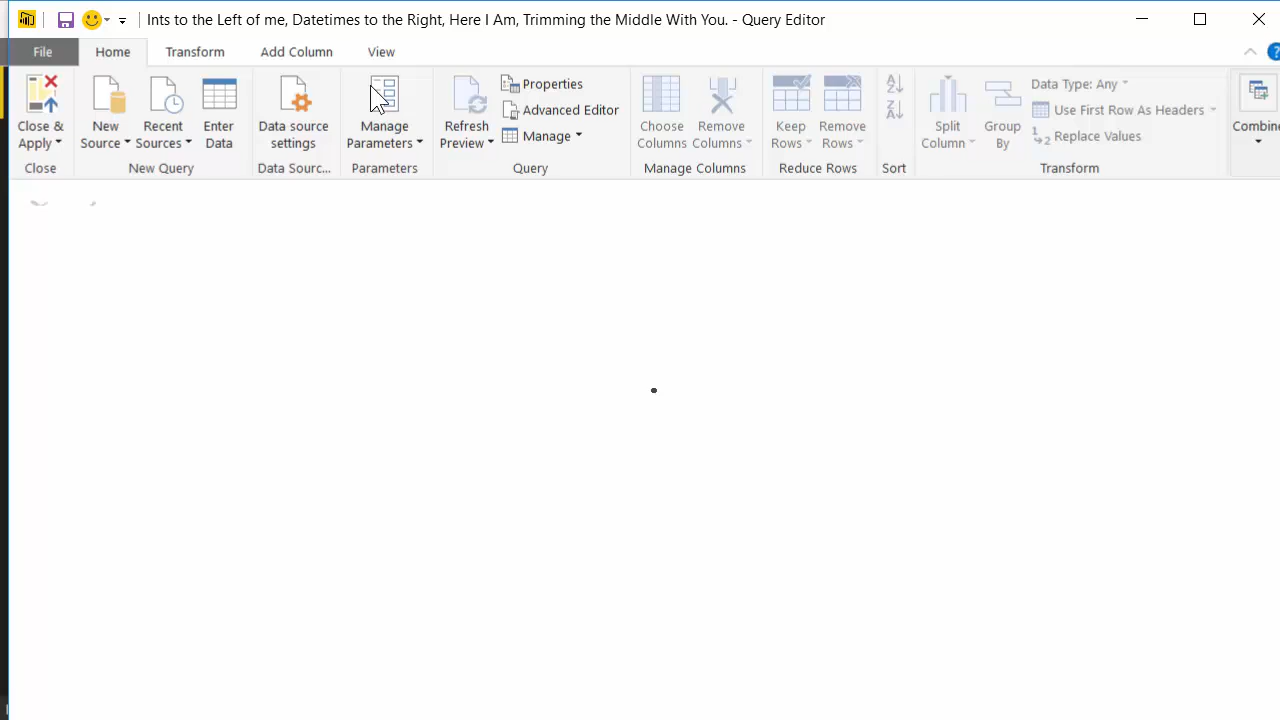 Ints to the Left of me, Datetimes to the Right, Here I Am, Trimming the Middle With You. - Query Editor
File Home Transform Add Column View
Close & Apply
New Source
Recent Sources
Enter Data
Data source settings
Manage Parameters
Refresh Preview
Properties
Advanced Editor
Manage
Choose Columns
Remove Columns
Keep Rows
Remove Rows
Split Column
Group By
Data Type: Any
Use First Row As Headers
Replace Values
Combine
Close New Query Data Sourc... Parameters Query Manage Columns Reduce Rows Sort Transform